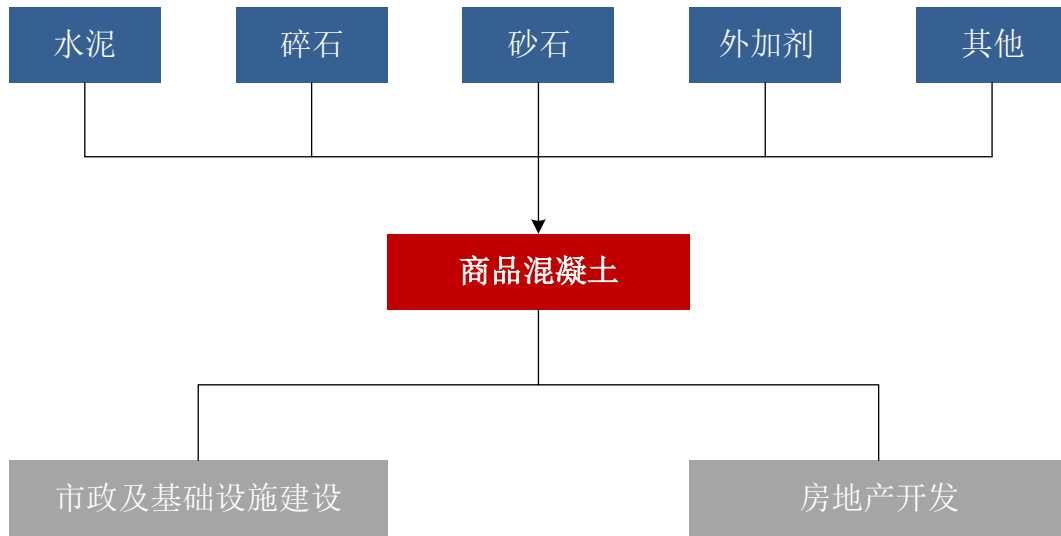 水泥
碎石
砂石
外加剂
其他
商品混凝土
市政及基础设施建设
房地产开发